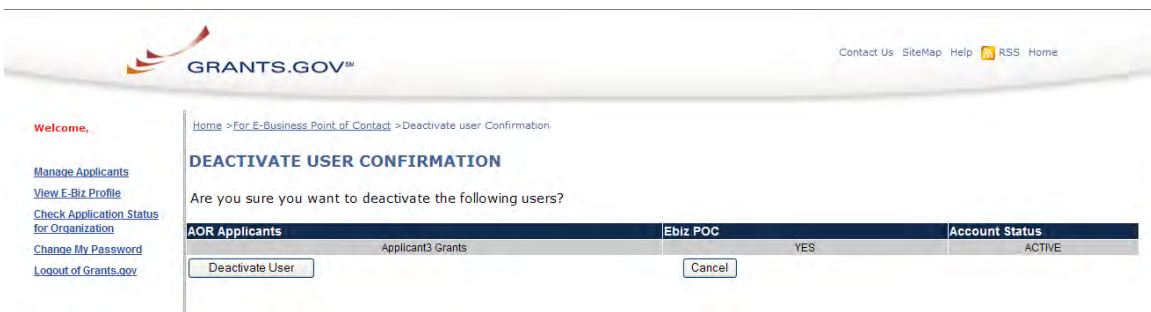 GRANTS.GOV℠
Contact Us SiteMap Help RSS Home
Welcome,
Manage Applicants
View E-Biz Profile
Check Application Status
for Organization
Change My Password
Logout of Grants.gov
Home >For E-Business Point of Contact >Deactivate user Confirmation
DEACTIVATE USER CONFIRMATION
Are you sure you want to deactivate the following users?
AOR Applicants Ebiz POC Account Status
Applicant3 Grants YES ACTIVE
Deactivate User Cancel